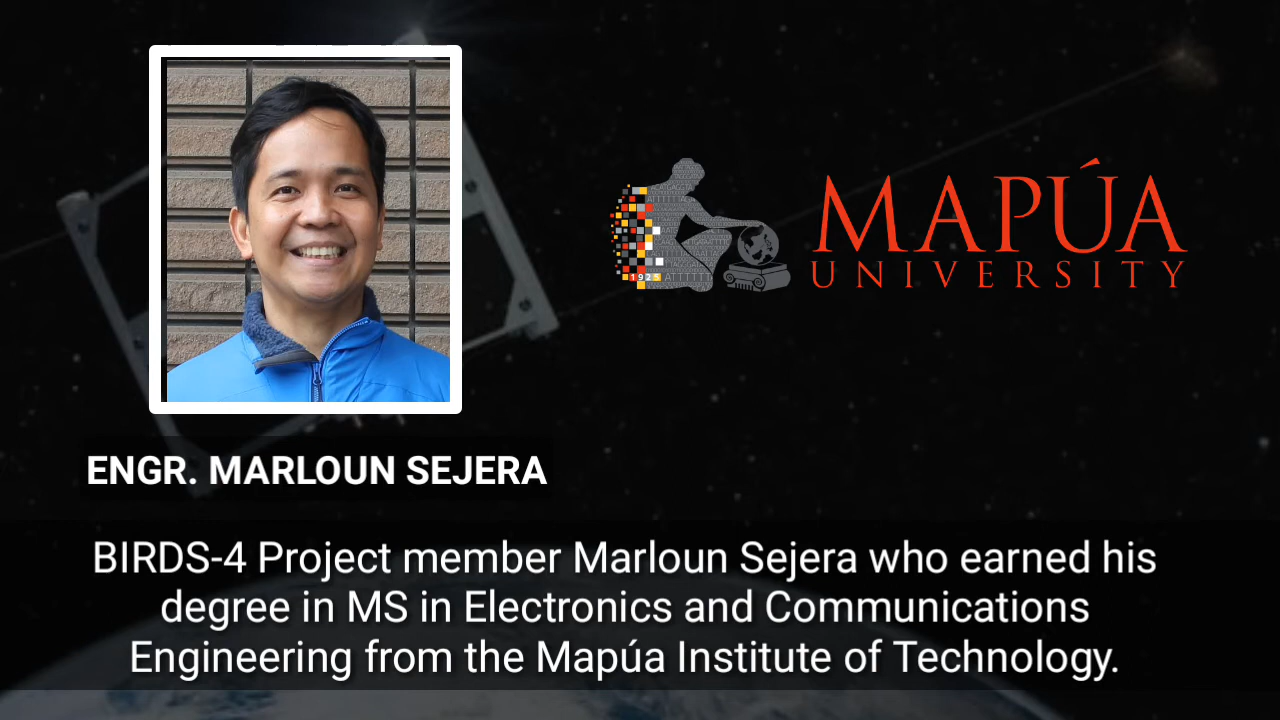 MAPÚA
UNIVERSITY
1925
ENGR. MARLOUN SEJERA
BIRDS-4 Project member Marloun Sejera who earned his
degree in MS in Electronics and Communications
Engineering from the Mapúa Institute of Technology.